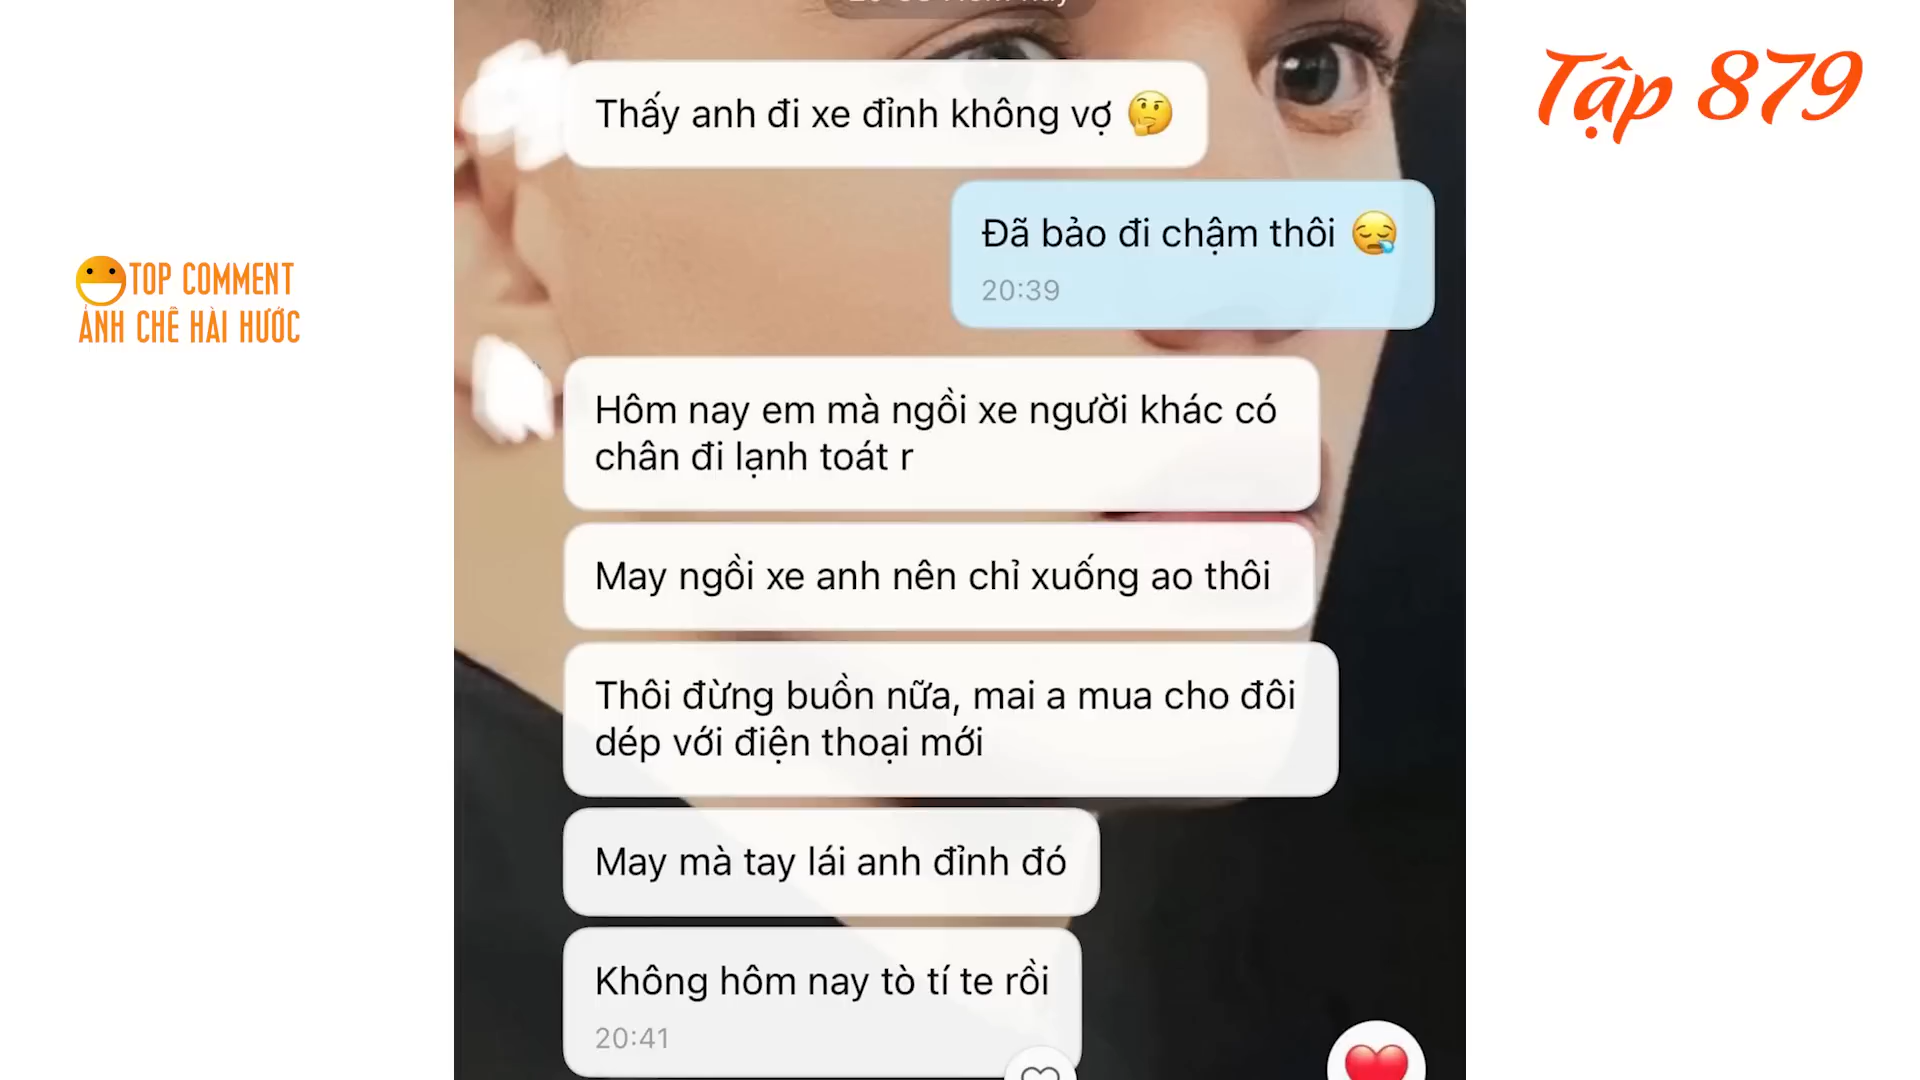 Tập 879
TOP COMMENT
ẢNH CHẾ HÀI HƯỚC
Thấy anh đi xe đỉnh không vợ 🤔
Đã bảo đi chậm thôi 😪
20:39
Hôm nay em mà ngồi xe người khác có
chân đi lạnh toát r
May ngồi xe anh nên chỉ xuống ao thôi
Thôi đừng buồn nữa, mai a mua cho đôi
dép với điện thoại mới
May mà tay lái anh đỉnh đó
Không hôm nay tò tí te rồi
20:41